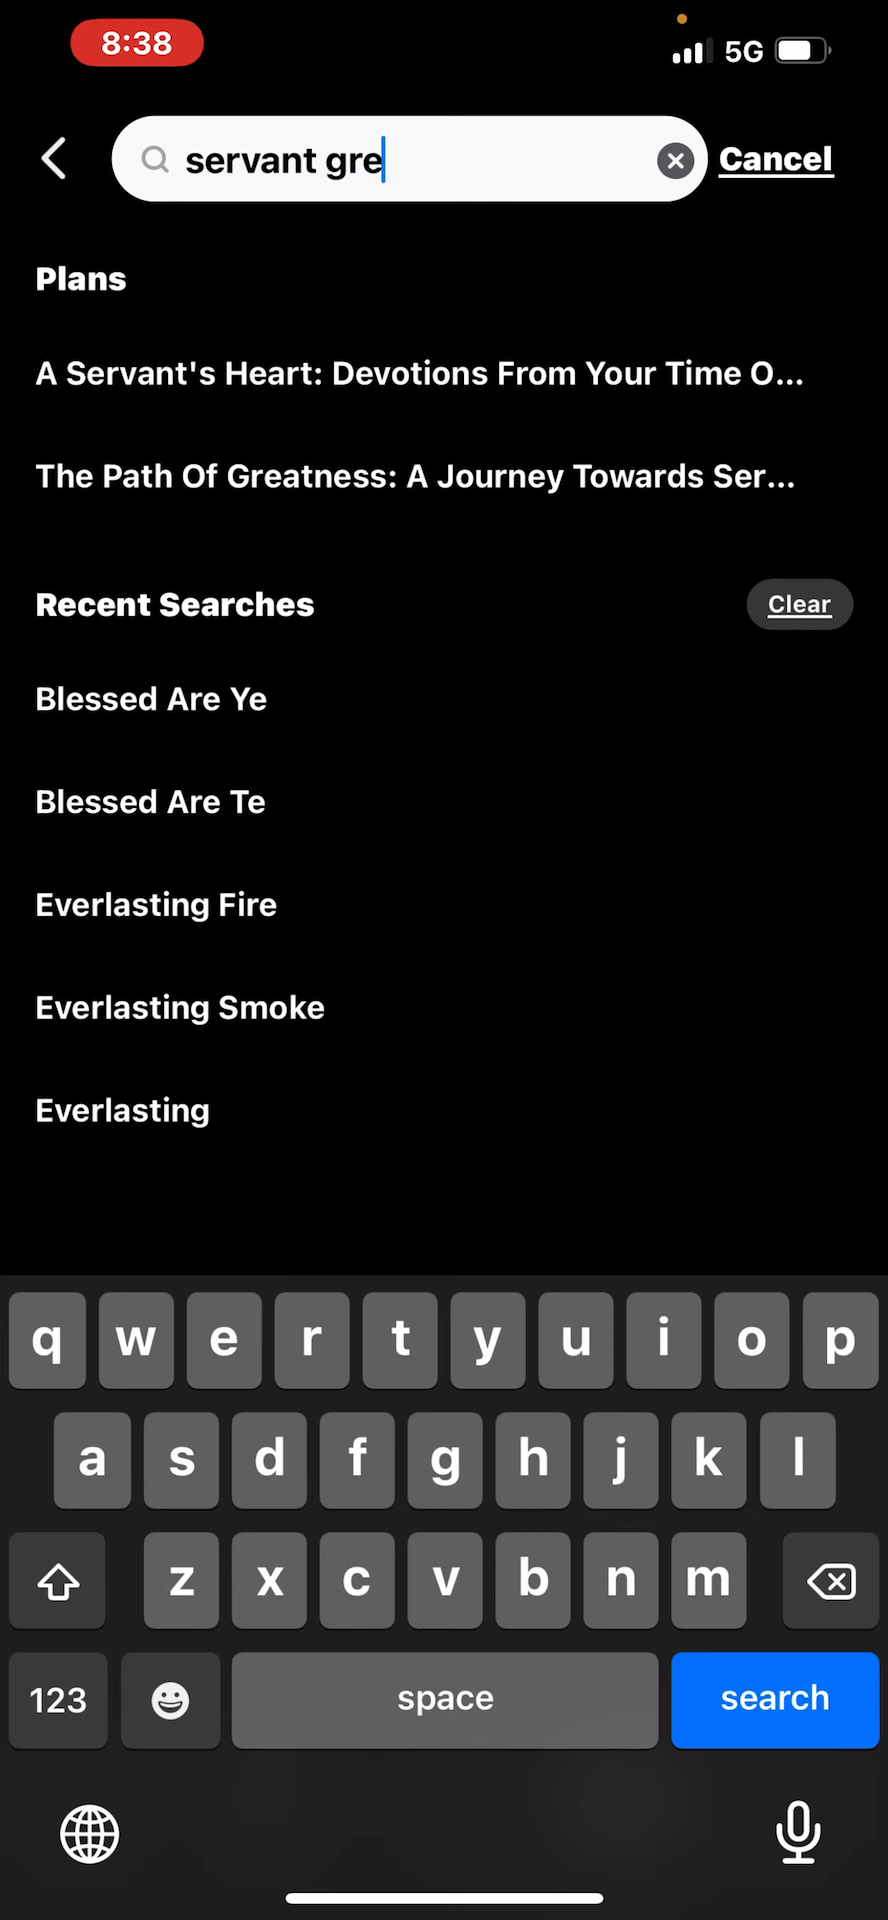 8:38
5G
servant gre
Cancel
Plans
A Servant's Heart: Devotions From Your Time O...
The Path Of Greatness: A Journey Towards Ser...
Recent Searches
Clear
Blessed Are Ye
Blessed Are Te
Everlasting Fire
Everlasting Smoke
Everlasting
q w e r t y u i o p
a s d f g h j k l
z x c v b n m
123 space search